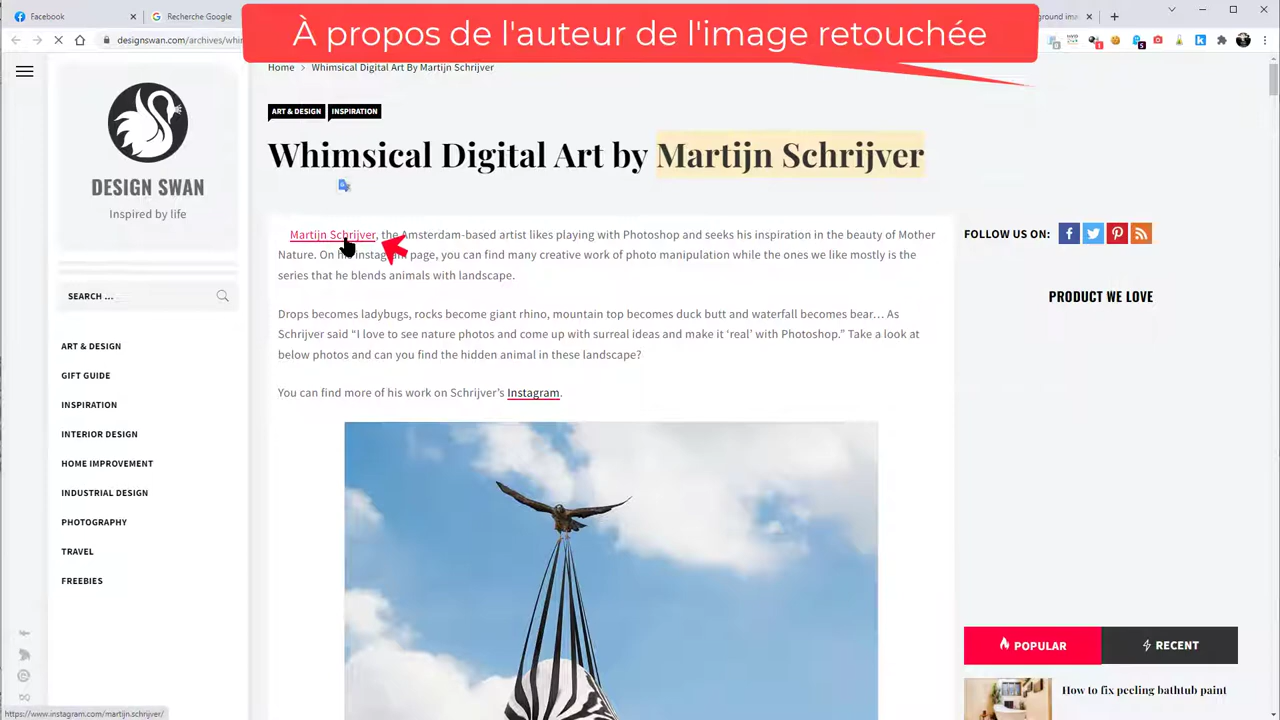 Facebook
Recherche Google
À propos de l'auteur de l'image retouchée
designswan.com/archives/whim
Home > Whimsical Digital Art By Martijn Schrijver
ART & DESIGN
INSPIRATION
Whimsical Digital Art by Martijn Schrijver
DESIGN SWAN
Inspired by life
SEARCH ...
ART & DESIGN
GIFT GUIDE
INSPIRATION
INTERIOR DESIGN
HOME IMPROVEMENT
INDUSTRIAL DESIGN
PHOTOGRAPHY
TRAVEL
FREEBIES
Martijn Schrijver, the Amsterdam-based artist likes playing with Photoshop and seeks his inspiration in the beauty of Mother
Nature. On his Instagram page, you can find many creative work of photo manipulation while the ones we like mostly is the
series that he blends animals with landscape.
Drops becomes ladybugs, rocks become giant rhino, mountain top becomes duck butt and waterfall becomes bear… As
Schrijver said “I love to see nature photos and come up with surreal ideas and make it ‘real’ with Photoshop.” Take a look at
below photos and can you find the hidden animal in these landscape?
You can find more of his work on Schrijver’s Instagram.
FOLLOW US ON:
PRODUCT WE LOVE
POPULAR
RECENT
How to fix peeling bathtub paint
https://www.instagram.com/martijn.schrijver/